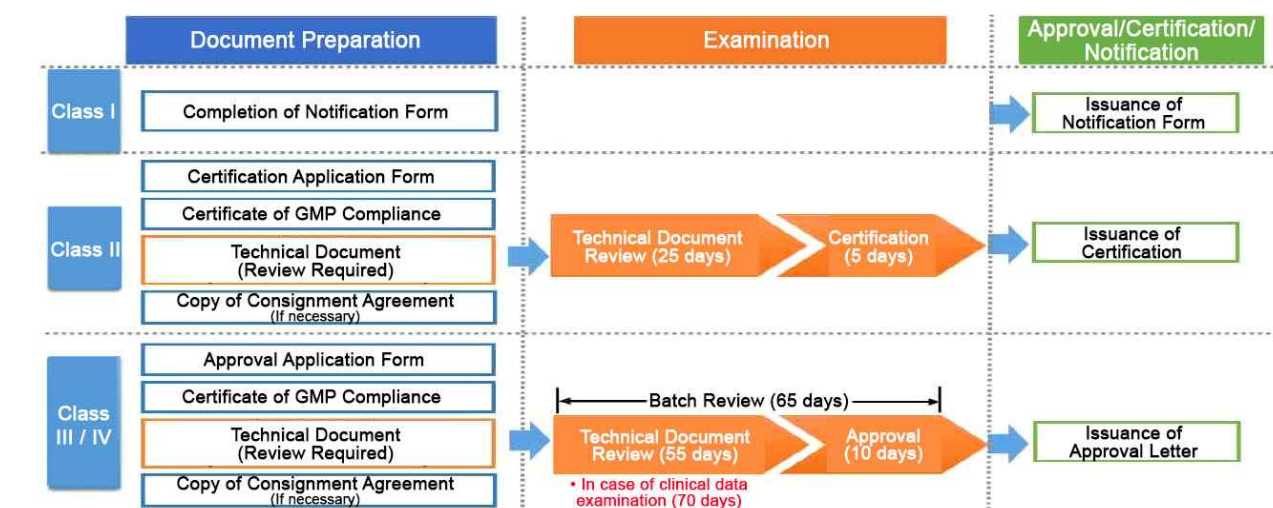 Document Preparation
Examination
Approval/Certification/
Notification
Class I
Completion of Notification Form
Issuance of
Notification Form
Class II
Certification Application Form
Certificate of GMP Compliance
Technical Document
(Review Required)
Copy of Consignment Agreement
(If necessary)
Technical Document
Review (25 days)
Certification
(5 days)
Issuance of
Certification
Class
III / IV
Approval Application Form
Certificate of GMP Compliance
Technical Document
(Review Required)
Copy of Consignment Agreement
(If necessary)
Batch Review (65 days)
Technical Document
Review (55 days)
Approval
(10 days)
• In case of clinical data
examination (70 days)
Issuance of
Approval Letter